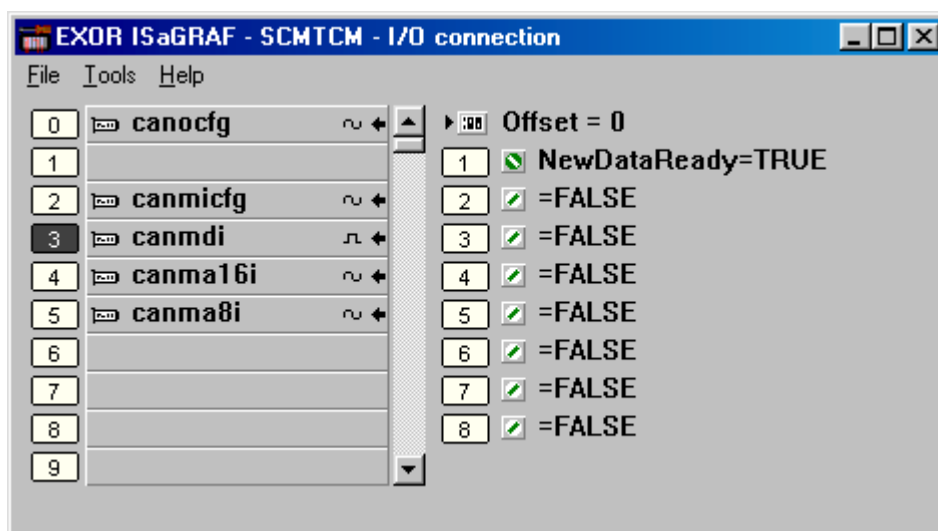 EXOR ISaGRAF - SCMTCM - I/O connection
File Tools Help
0 canocfg
1
2 canmicfg
3 canmdi
4 canma16i
5 canma8i
6
7
8
9
Offset = 0
1 NewDataReady=TRUE
2 =FALSE
3 =FALSE
4 =FALSE
5 =FALSE
6 =FALSE
7 =FALSE
8 =FALSE